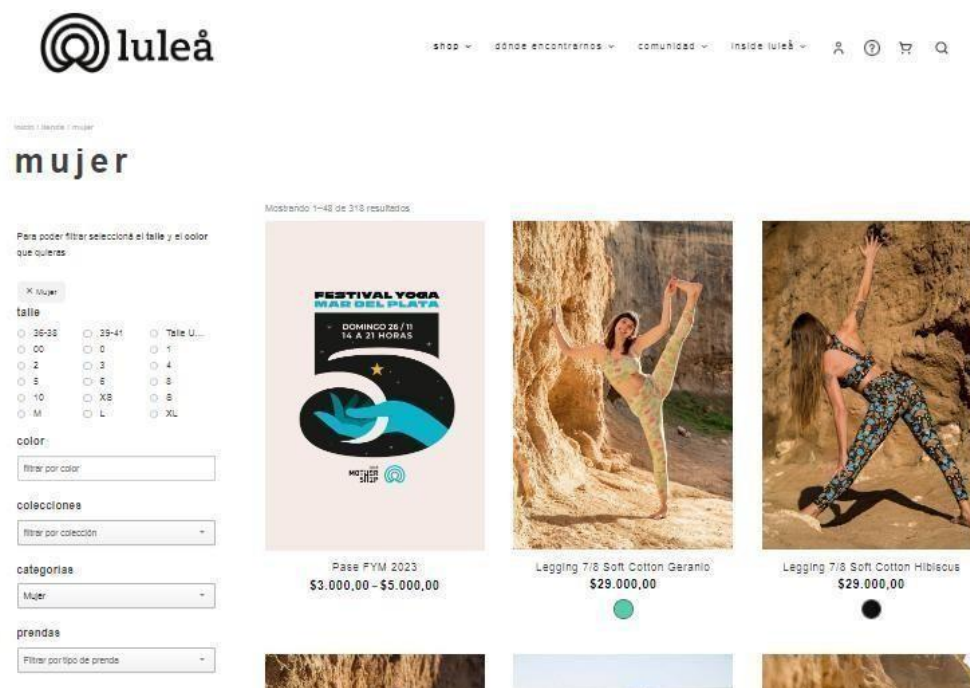 luleå
shop
dónde encontrarnos
comunidad
inside luleå
inicio / tienda / mujer
mujer
Mostrando 1–48 de 318 resultados
Para poder filtrar seleccioná el talle y el color
que quieras
× Mujer
talle
36-38 39-41 Talle U...
00 0 1
2 3 4
5 6 8
10 XS S
M L XL
color
filtrar por color
colecciones
filtrar por colección
categorías
Mujer
prendas
Filtrar por tipo de prenda
FESTIVAL YOGA
MAR DEL PLATA
DOMINGO 26 / 11
14 A 21 HORAS
5
MOTHER
SHIP
Pase FYM 2023
$3.000,00 – $5.000,00
Legging 7/8 Soft Cotton Geranio
$29.000,00
Legging 7/8 Soft Cotton Hibiscus
$29.000,00